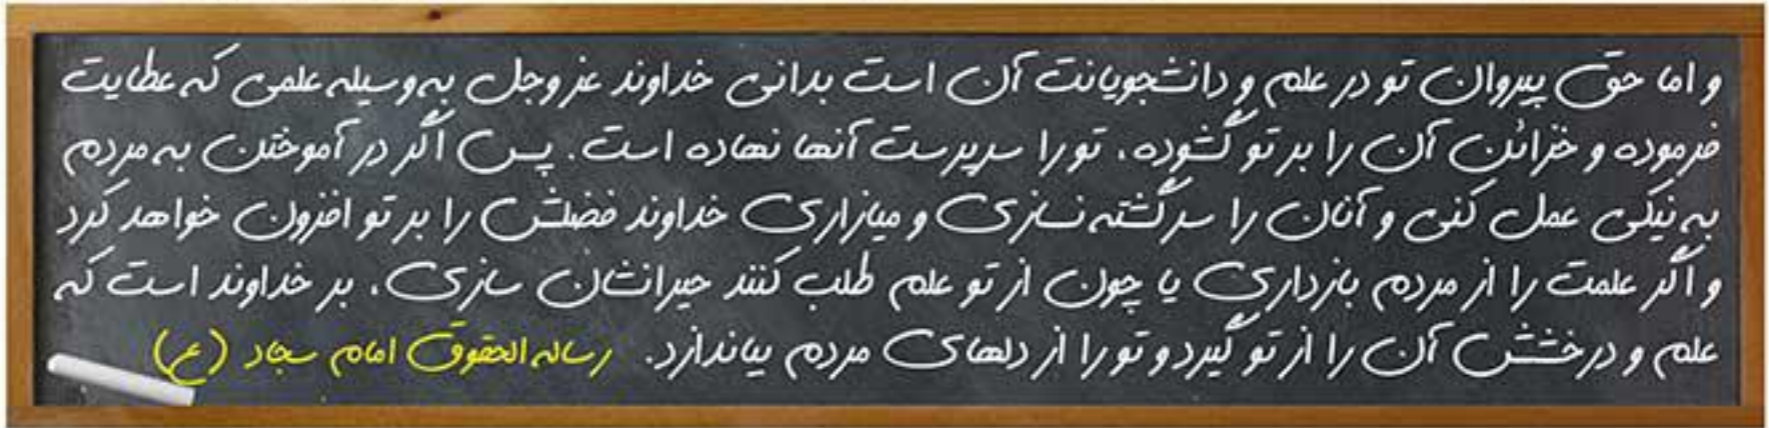 و اما حق پیروان تو در علم و دانشجویانت آن است بدانی خداوند عز وجل به وسیله علمی که عطایت
فرموده و خزائن آن را بر تو گشوده، تو را سرپرست آنها نهاده است. پس اگر در آموختن به مردم
به نیکی عمل کنی و آنان را سرگشته نسازی و میازاری خداوند فضلش را بر تو افزون خواهد کرد
و اگر علمت را از مردم بازداری یا چون از تو علم طلب کنند حیرانشان سازی، بر خداوند است که
علم و درخشش آن را از تو گیرد و تو را از دلهای مردم بیاندازد. رساله الحقوق امام سجاد (ع)